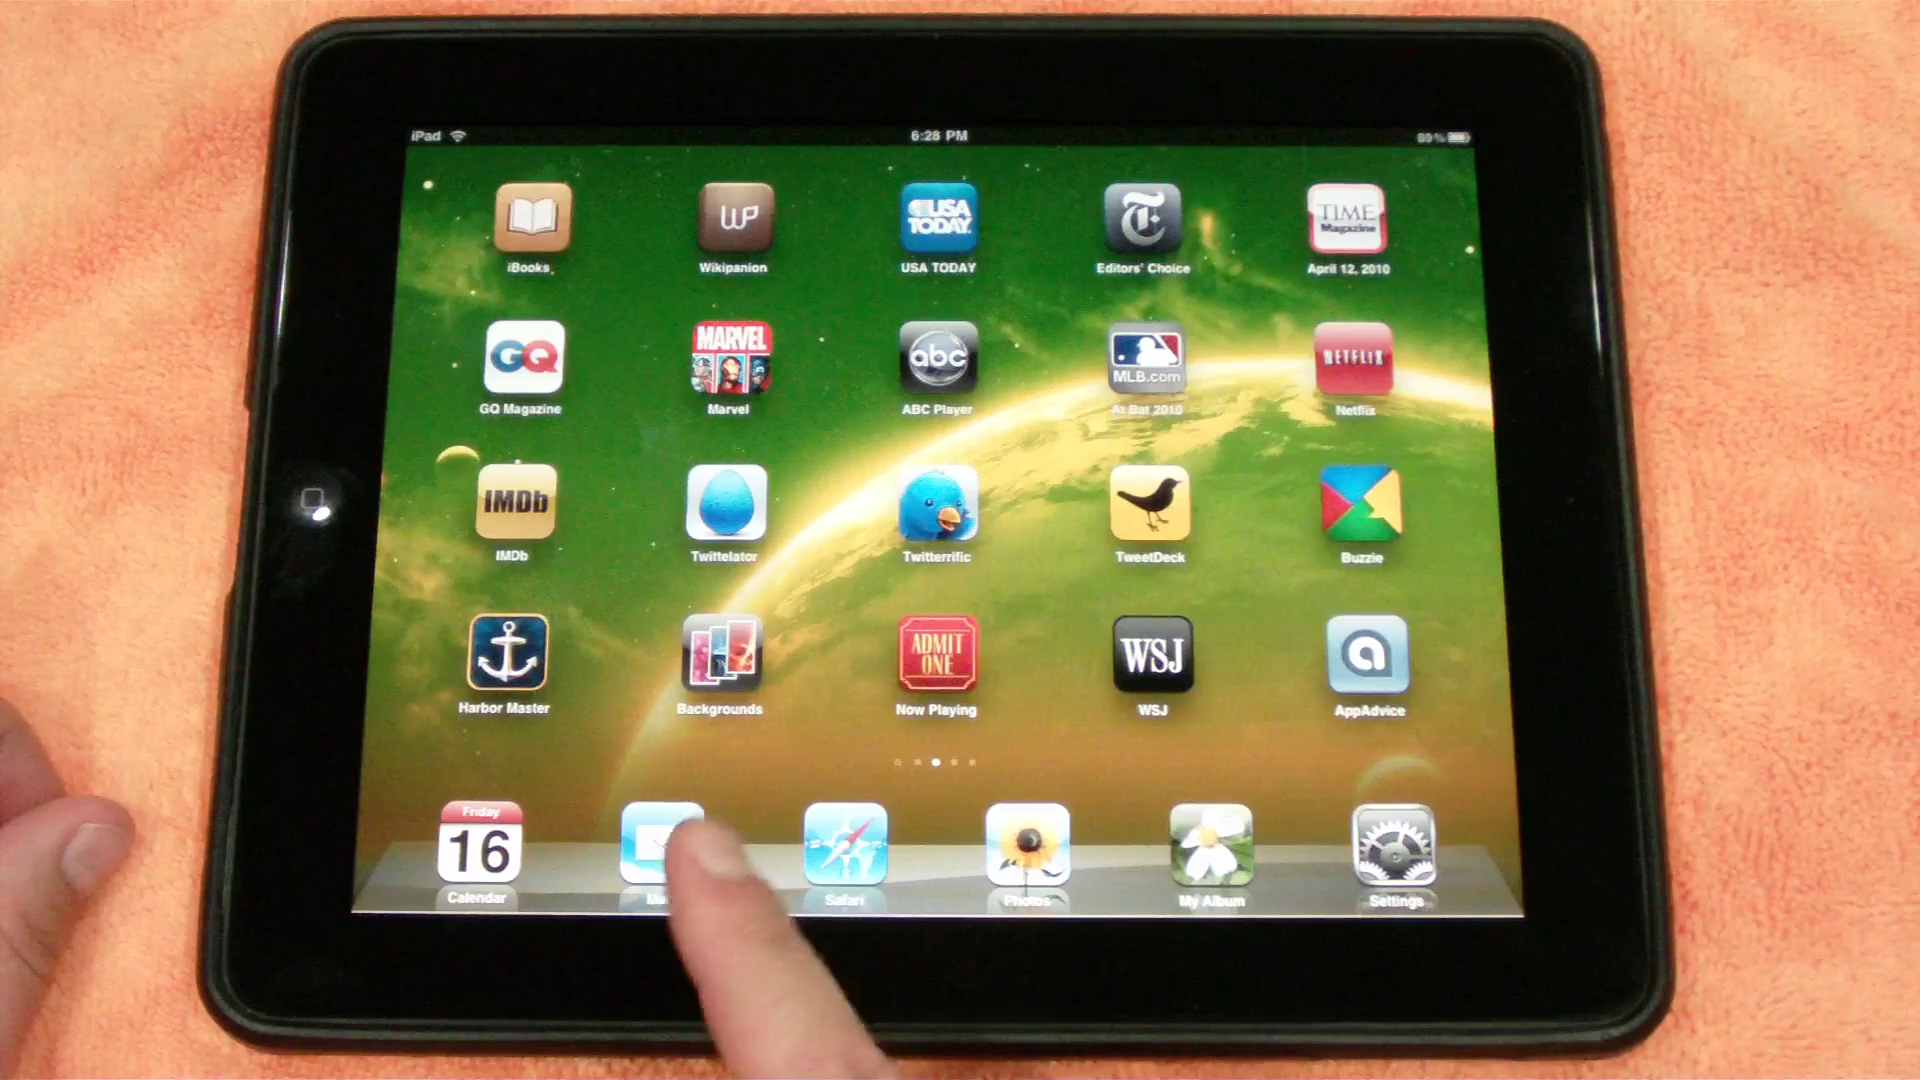 iPad 6:28 PM 89%
USA TODAY.
TIME Magazine
iBooks Wikipanion USA TODAY Editors' Choice April 12, 2010
GQ MARVEL abc MLB.com NETFLIX
GQ Magazine Marvel ABC Player At Bat 2010 Netflix
IMDb
IMDb Twittelator Twitterrific TweetDeck Buzzie
ADMIT ONE WSJ a
Harbor Master Backgrounds Now Playing WSJ AppAdvice
Friday
16
Calendar Ma Safari Photos My Album Settings